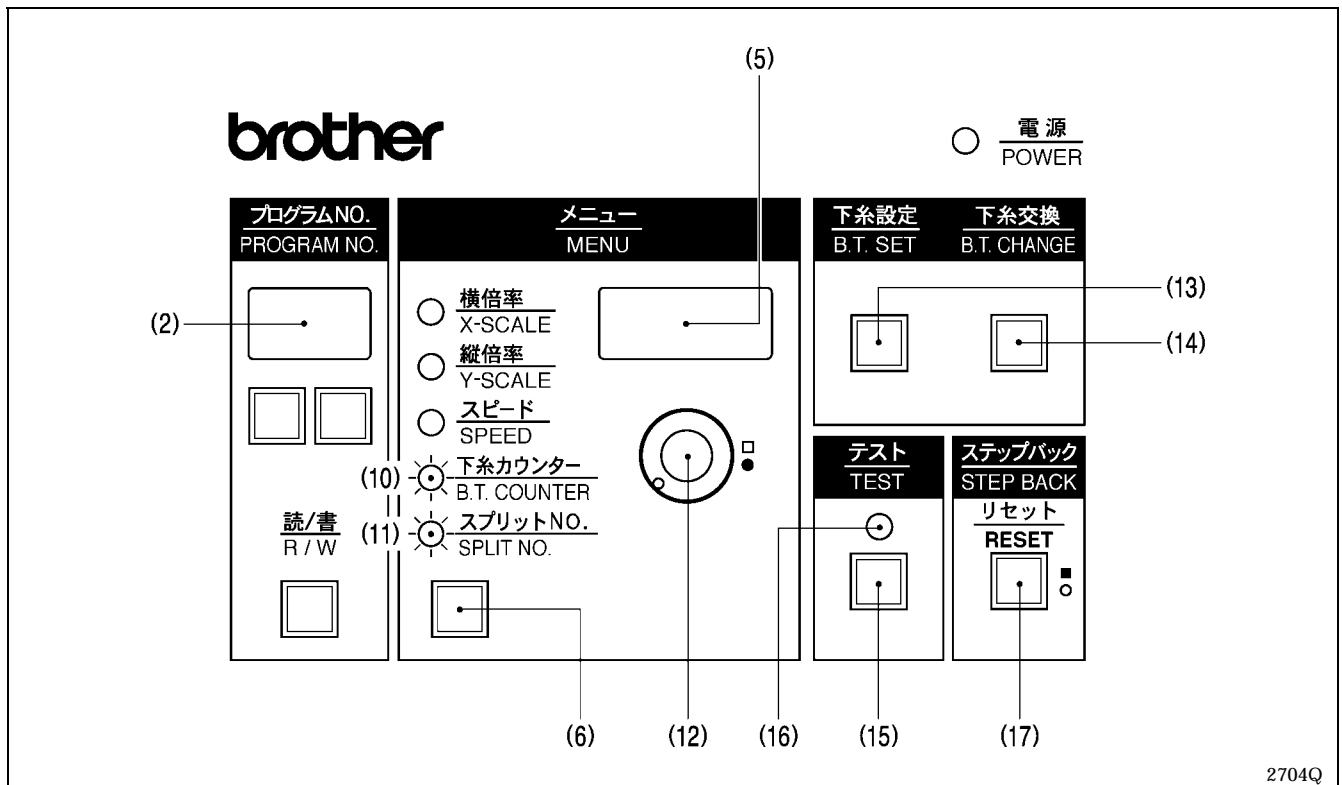 (5)
brother
電源
POWER
プログラムNO.
PROGRAM NO.
メニュー
MENU
下糸設定
B.T. SET
下糸交換
B.T. CHANGE
(2)
横倍率
X-SCALE
縦倍率
Y-SCALE
スピード
SPEED
(10)
下糸カウンター
B.T. COUNTER
(11)
スプリットNO.
SPLIT NO.
読/書
R / W
(13)
(14)
テスト
TEST
ステップバック
STEP BACK
リセット
RESET
(6)
(12)
(16)
(15)
(17)
2704Q